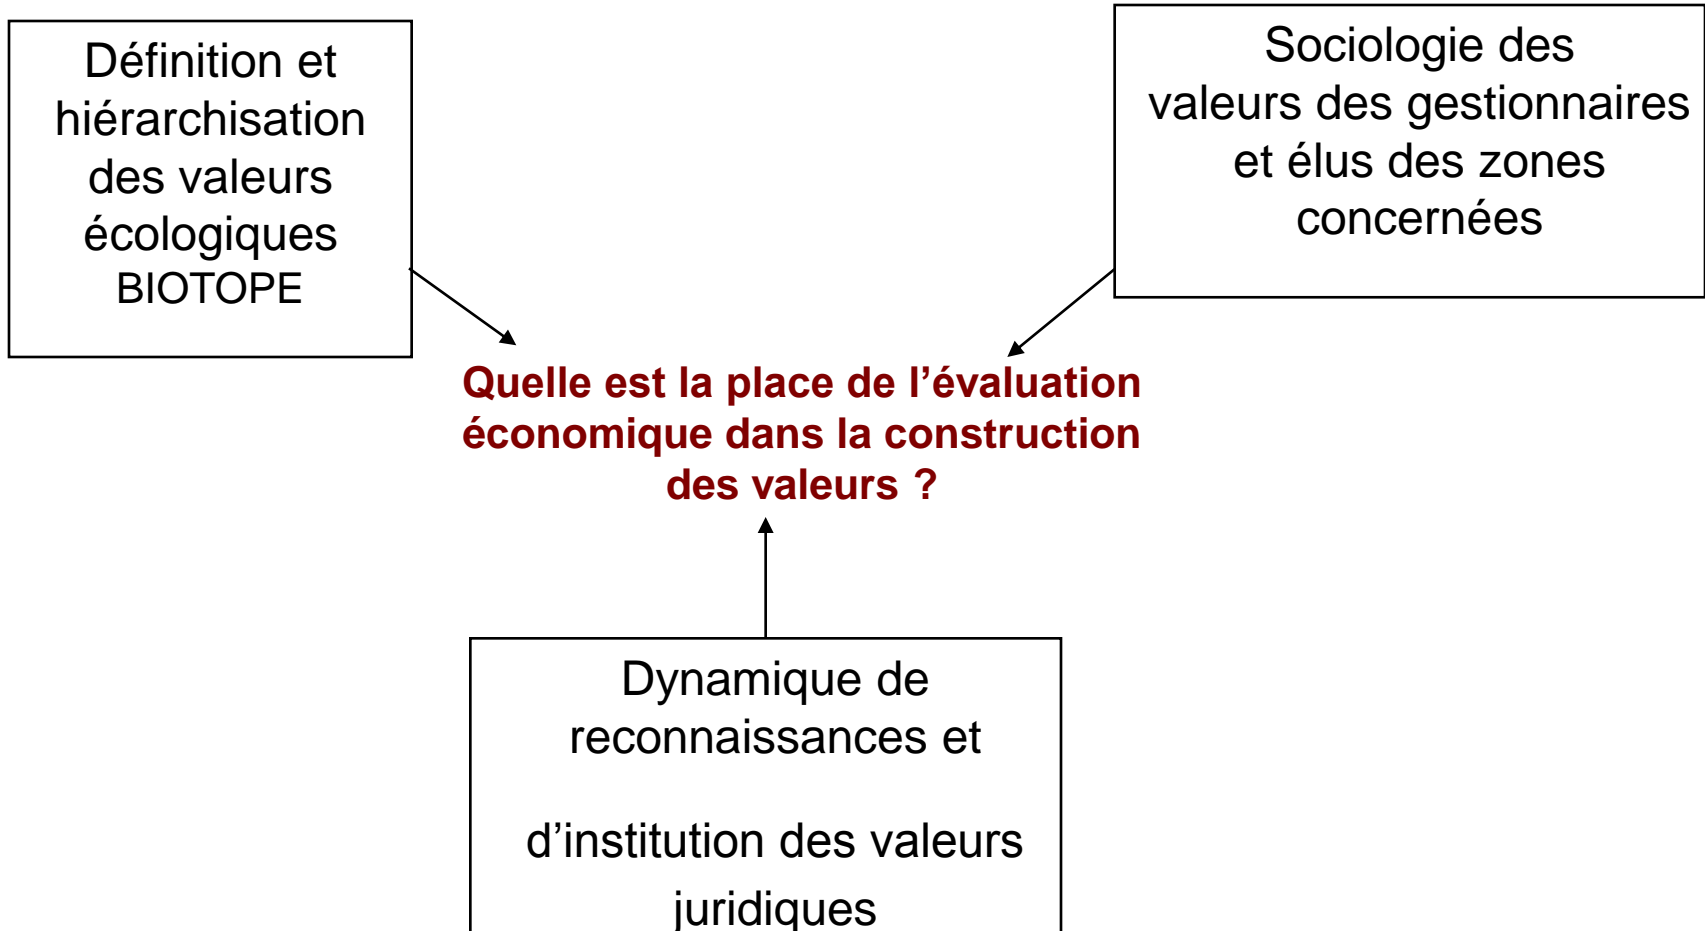 Définition et
hiérarchisation
des valeurs
écologiques
BIOTOPE
Sociologie des
valeurs des gestionnaires
et élus des zones
concernées
Quelle est la place de l’évaluation
économique dans la construction
des valeurs ?
Dynamique de
reconnaissances et
d’institution des valeurs
juridiques